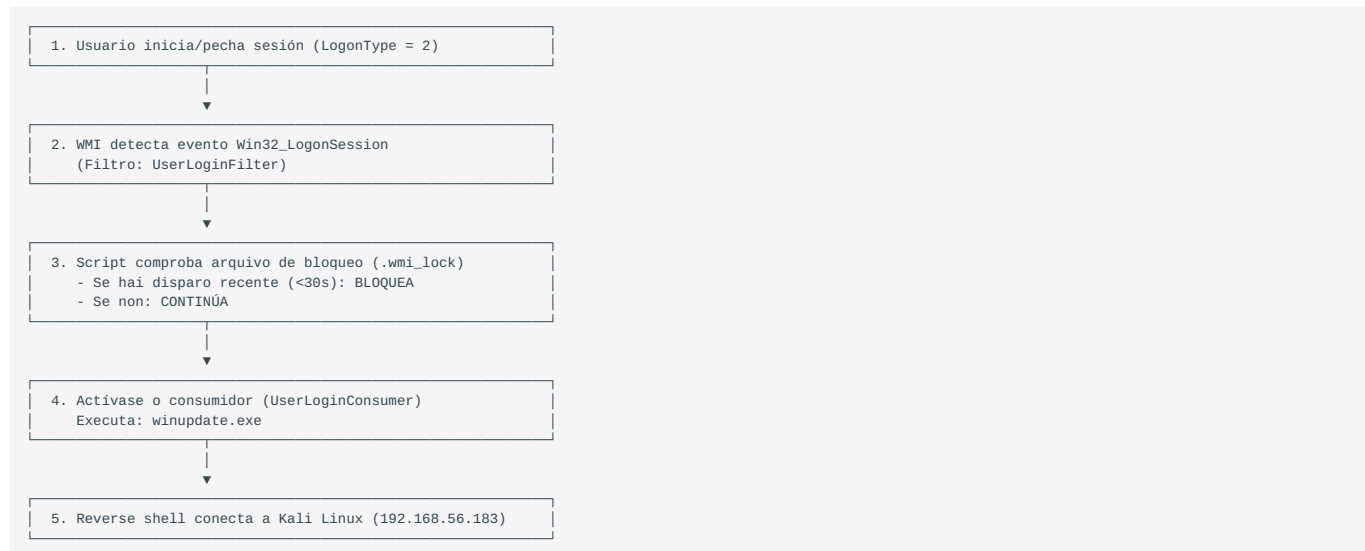 1. Usuario inicia/pecha sesión (LogonType = 2)
2. WMI detecta evento Win32_LogonSession
(Filtro: UserLoginFilter)
3. Script comproba arquivo de bloqueo (.wmi_lock)
- Se hai disparo recente (<30s): BLOQUEA
- Se non: CONTINÚA
4. Actívase o consumidor (UserLoginConsumer)
Executa: winupdate.exe
5. Reverse shell conecta a Kali Linux (192.168.56.183)